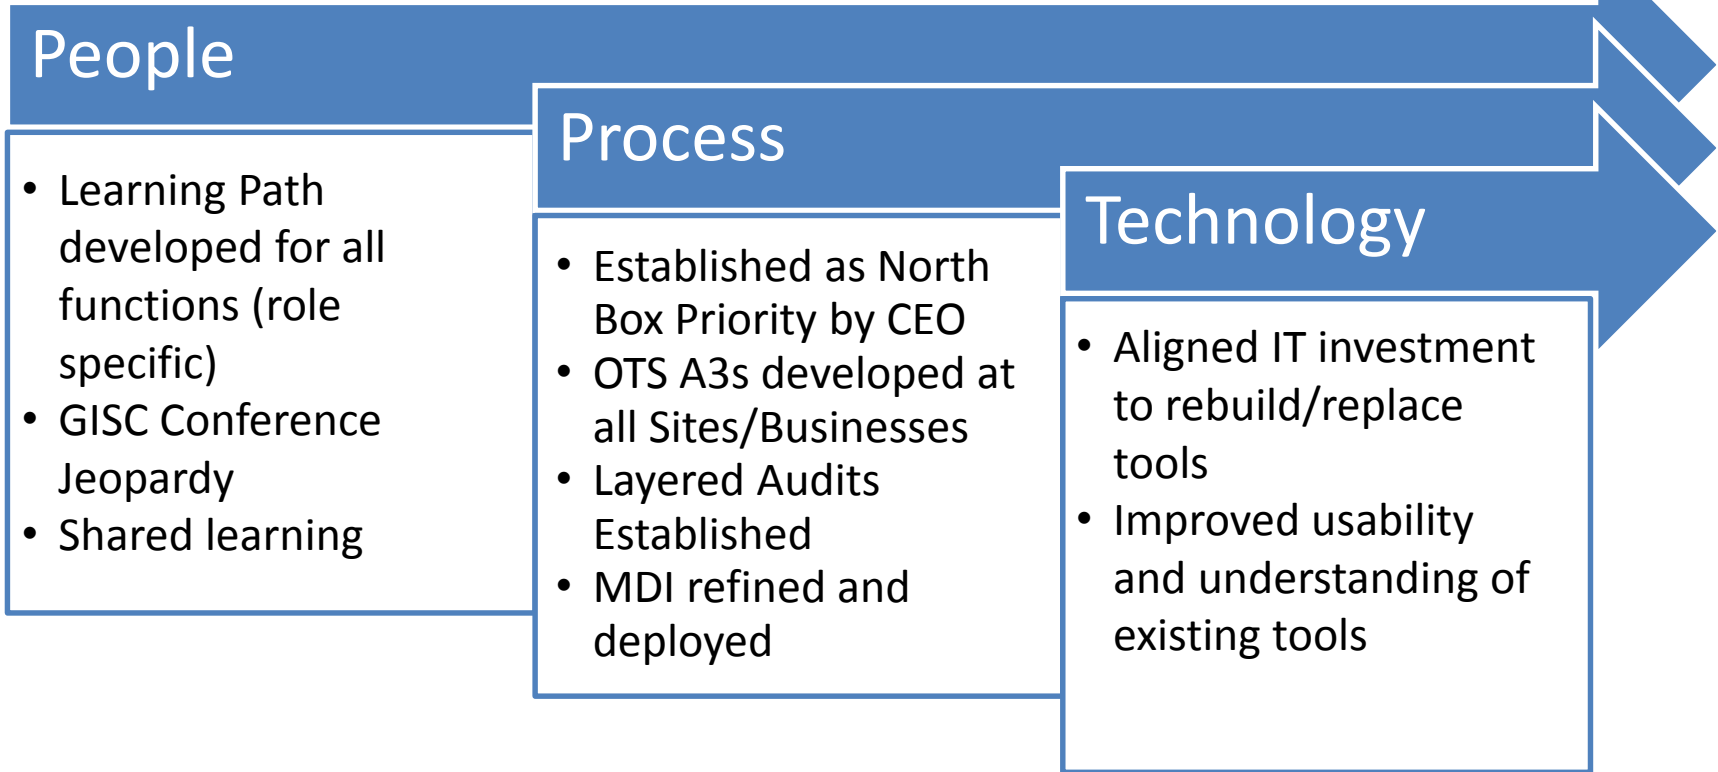 People
• Learning Path
developed for all
functions (role
specific)
• GISC Conference
Jeopardy
• Shared learning
Process
• Established as North
Box Priority by CEO
• OTS A3s developed at
all Sites/Businesses
• Layered Audits
Established
• MDI refined and
deployed
Technology
• Aligned IT investment
to rebuild/replace
tools
• Improved usability
and understanding of
existing tools